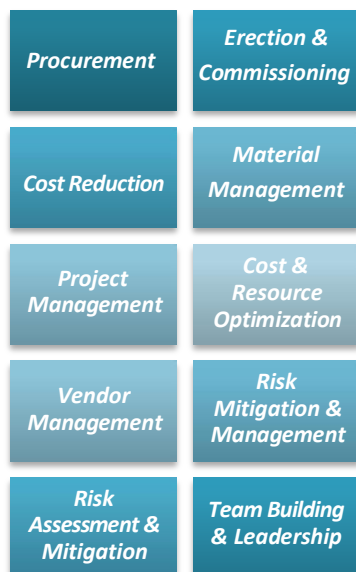 Procurement
Erection &
Commissioning
Cost Reduction
Material
Management
Project
Management
Cost &
Resource
Optimization
Vendor
Management
Risk
Mitigation &
Management
Risk
Assessment &
Mitigation
Team Building
& Leadership